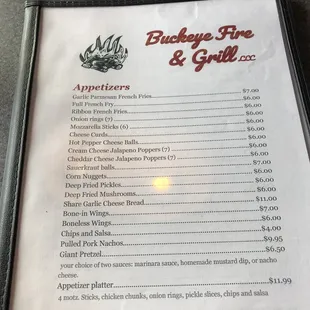 Buckeye Fire
& Grill LLC
Appetizers
Garlic Parmesan French Fries $7.00
Full French Fry $6.00
Ribbon French Fries $6.00
Onion rings (7) $6.00
Mozzarella Sticks (6) $6.00
Cheese Curds $6.00
Hot Pepper Cheese Balls $6.00
Cream Cheese Jalapeno Poppers (7) $6.00
Cheddar Cheese Jalapeno Poppers (7) $6.00
Sauerkraut balls $7.00
Corn Nuggets $6.00
Deep Fried Pickles $6.00
Deep Fried Mushrooms $6.00
Share Garlic Cheese Bread $11.00
Bone-in Wings $7.00
Boneless Wings $6.00
Chips and Salsa $4.00
Pulled Pork Nachos $9.95
Giant Pretzel $6.50
your choice of two sauces: marinara sauce, homemade mustard dip, or nacho
cheese.
Appetizer platter $11.99
4 motz. Sticks, chicken chunks, onion rings, pickle slices, chips and salsa